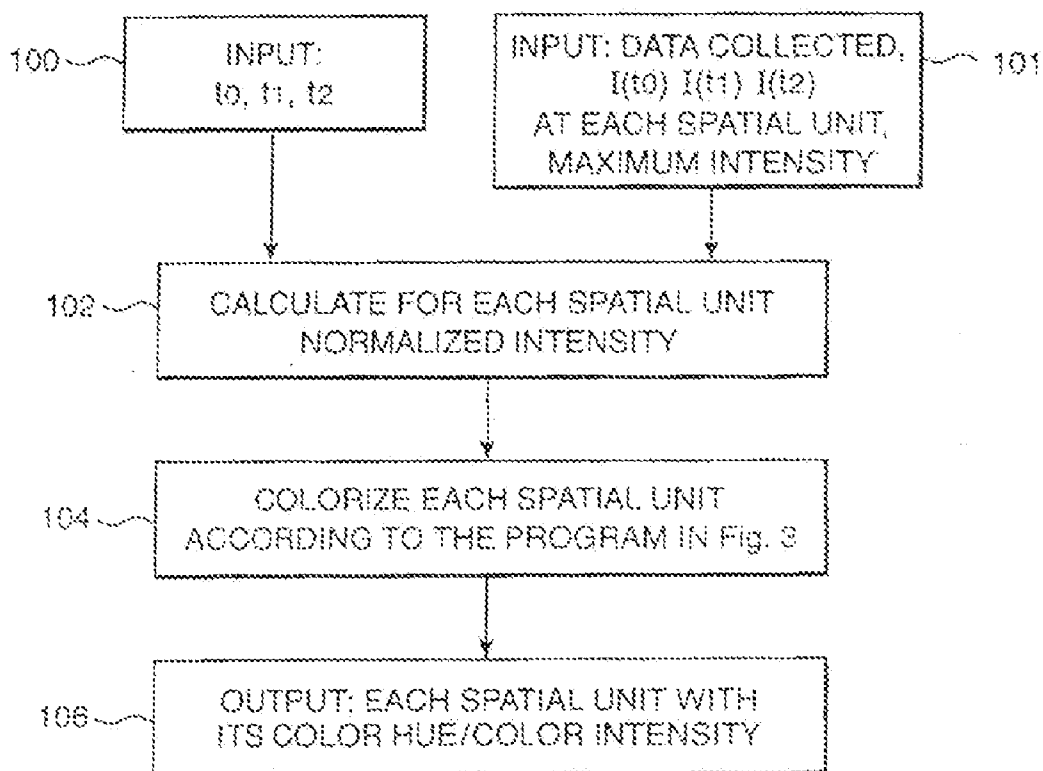 100
INPUT:
t0, t1, t2
INPUT: DATA COLLECTED,
I(t0) I(t1) I(t2)
AT EACH SPATIAL UNIT,
MAXIMUM INTENSITY
101
102
CALCULATE FOR EACH SPATIAL UNIT
NORMALIZED INTENSITY
104
COLORIZE EACH SPATIAL UNIT
ACCORDING TO THE PROGRAM IN Fig. 3
106
OUTPUT: EACH SPATIAL UNIT WITH
ITS COLOR HUE/COLOR INTENSITY